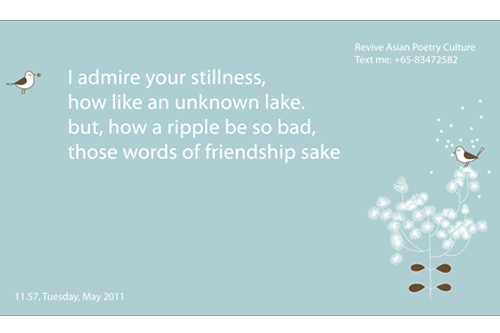 Revive Asian Poetry Culture
Text me: +65-83472582
I admire your stillness,
how like an unknown lake.
but, how a ripple be so bad,
those words of friendship sake
11.57, Tuesday, May 2011